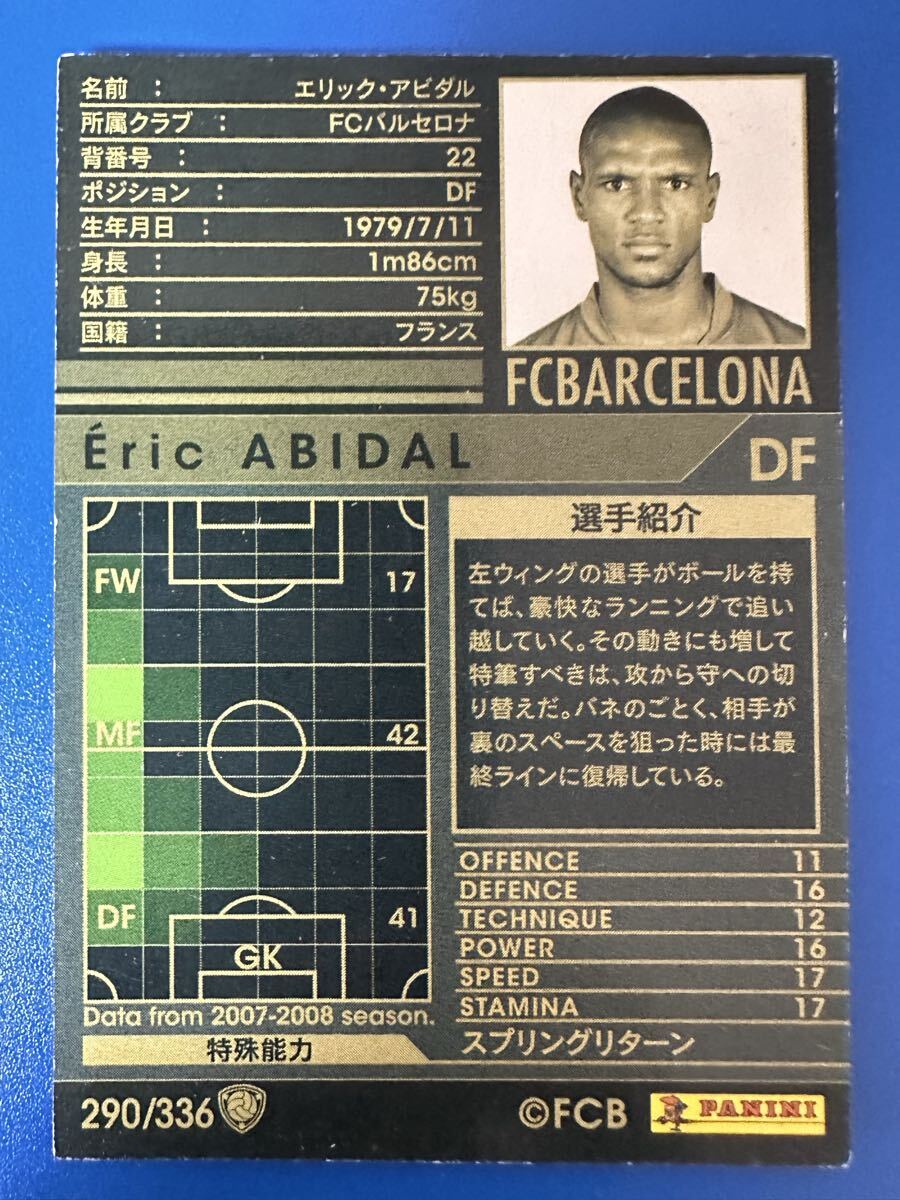 名前 : エリック・アビダル
所属クラブ : FCバルセロナ
背番号 : 22
ポジション : DF
生年月日 : 1979/7/11
身長 : 1m86cm
体重 : 75kg
国籍 : フランス
FCBARCELONA
Éric ABIDAL
DF
FW 17
MF 42
DF 41
GK
Data from 2007-2008 season.
特殊能力
選手紹介
左ウィングの選手がボールを持
てば、豪快なランニングで追い
越していく。その動きにも増して
特筆すべきは、攻から守への切
り替えだ。バネのごとく、相手が
裏のスペースを狙った時には最
終ラインに復帰している。
OFFENCE 11
DEFENCE 16
TECHNIQUE 12
POWER 16
SPEED 17
STAMINA 17
スプリングリターン
290/336
©FCB
PANINI